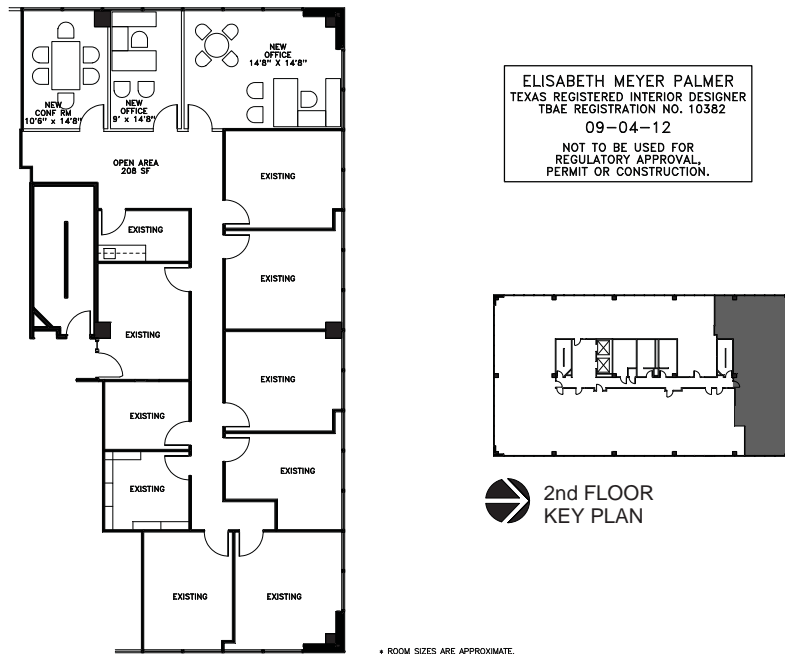 NEW
CONF RM
10'6" x 14'8"
NEW
OFFICE
9' x 14'8"
NEW
OFFICE
14'8" X 14'8"
OPEN AREA
208 SF
EXISTING
EXISTING
EXISTING
EXISTING
EXISTING
EXISTING
EXISTING
EXISTING
EXISTING
EXISTING
ELISABETH MEYER PALMER
TEXAS REGISTERED INTERIOR DESIGNER
TBAE REGISTRATION NO. 10382
09-04-12
NOT TO BE USED FOR
REGULATORY APPROVAL,
PERMIT OR CONSTRUCTION.
2nd FLOOR
KEY PLAN
* ROOM SIZES ARE APPROXIMATE.